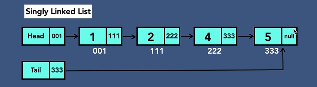 Singly Linked List
Head 001 1 111 2 222 4 333 5 null
001 111 222 333
Tail 333